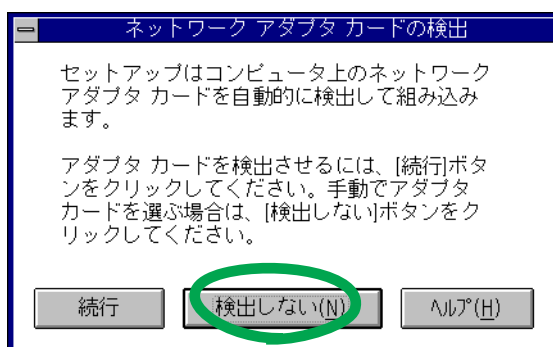 ネットワーク アダプタ カードの検出
セットアップはコンピュータ上のネットワーク
アダプタ カードを自動的に検出して組み込み
ます。
アダプタ カードを検出させるには、[続行]ボタ
ンをクリックしてください。手動でアダプタ
カードを選ぶ場合は、[検出しない]ボタンをク
リックしてください。
続行 検出しない(N) ヘルプ(H)